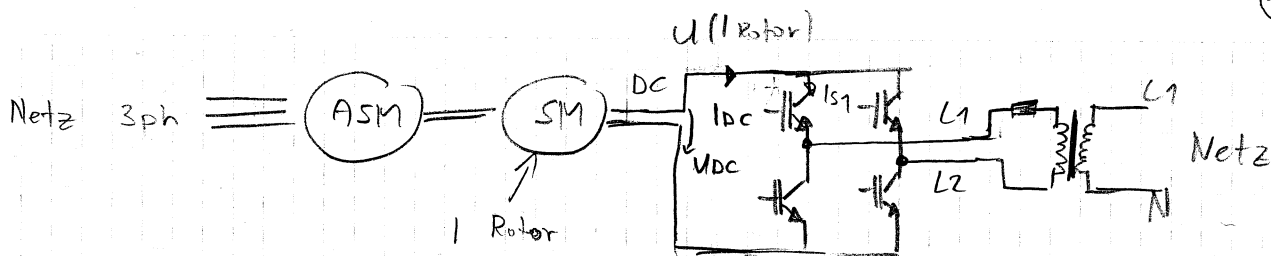 U (I Rotor)
Netz 3ph ASM SM DC IDC UDC IS1 L1 L2 L1 N Netz
I Rotor